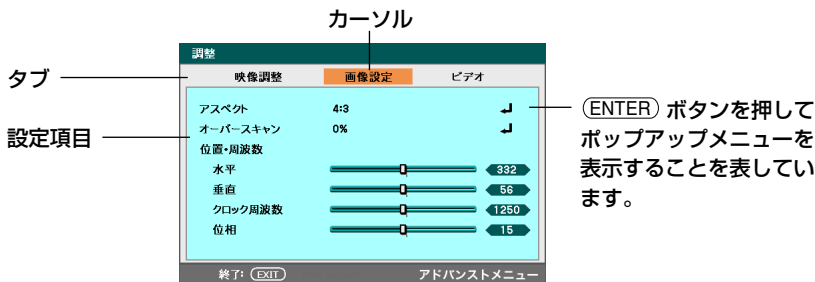 カーソル
調整
タブ
映像調整 画像設定 ビデオ
アスペクト 4:3
オーバースキャン 0%
設定項目
位置・周波数
水平 332
垂直 56
クロック周波数 1250
位相 15
終了: EXIT アドバンストメニュー
ENTER ボタンを押して
ポップアップメニューを
表示することを表してい
ます。